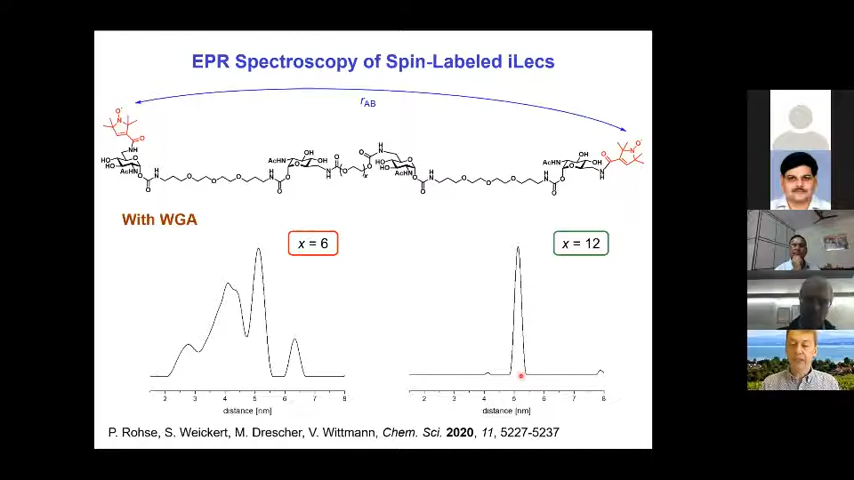 EPR Spectroscopy of Spin-Labeled iLecs
rAB
With WGA
x = 6
x = 12
2 3 4 5 6 7 8
distance [nm]
2 3 4 5 6 7 8
distance [nm]
P. Rohse, S. Weickert, M. Drescher, V. Wittmann, Chem. Sci. 2020, 11, 5227-5237